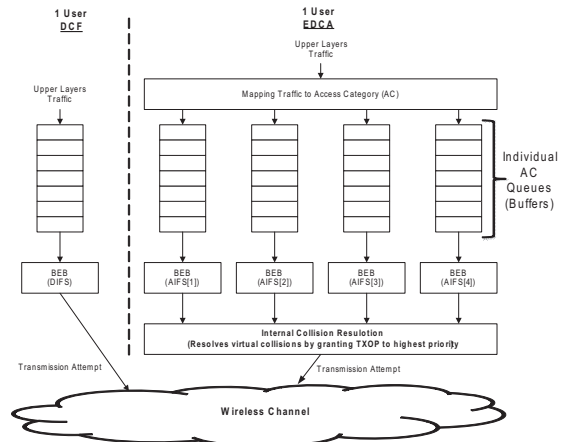 1 User
DCF
1 User
EDCA
Upper Layers
Traffic
Upper Layers
Traffic
Mapping Traffic to Access Category (AC)
Individual
AC
Queues
(Buffers)
BEB
(DIFS)
BEB
(AIFS[1])
BEB
(AIFS[2])
BEB
(AIFS[3])
BEB
(AIFS[4])
Internal Collision Resulotion
(Resolves virtual collisions by granting TXOP to highest priority)
Transmission Attempt
Transmission Attempt
Wireless Channel